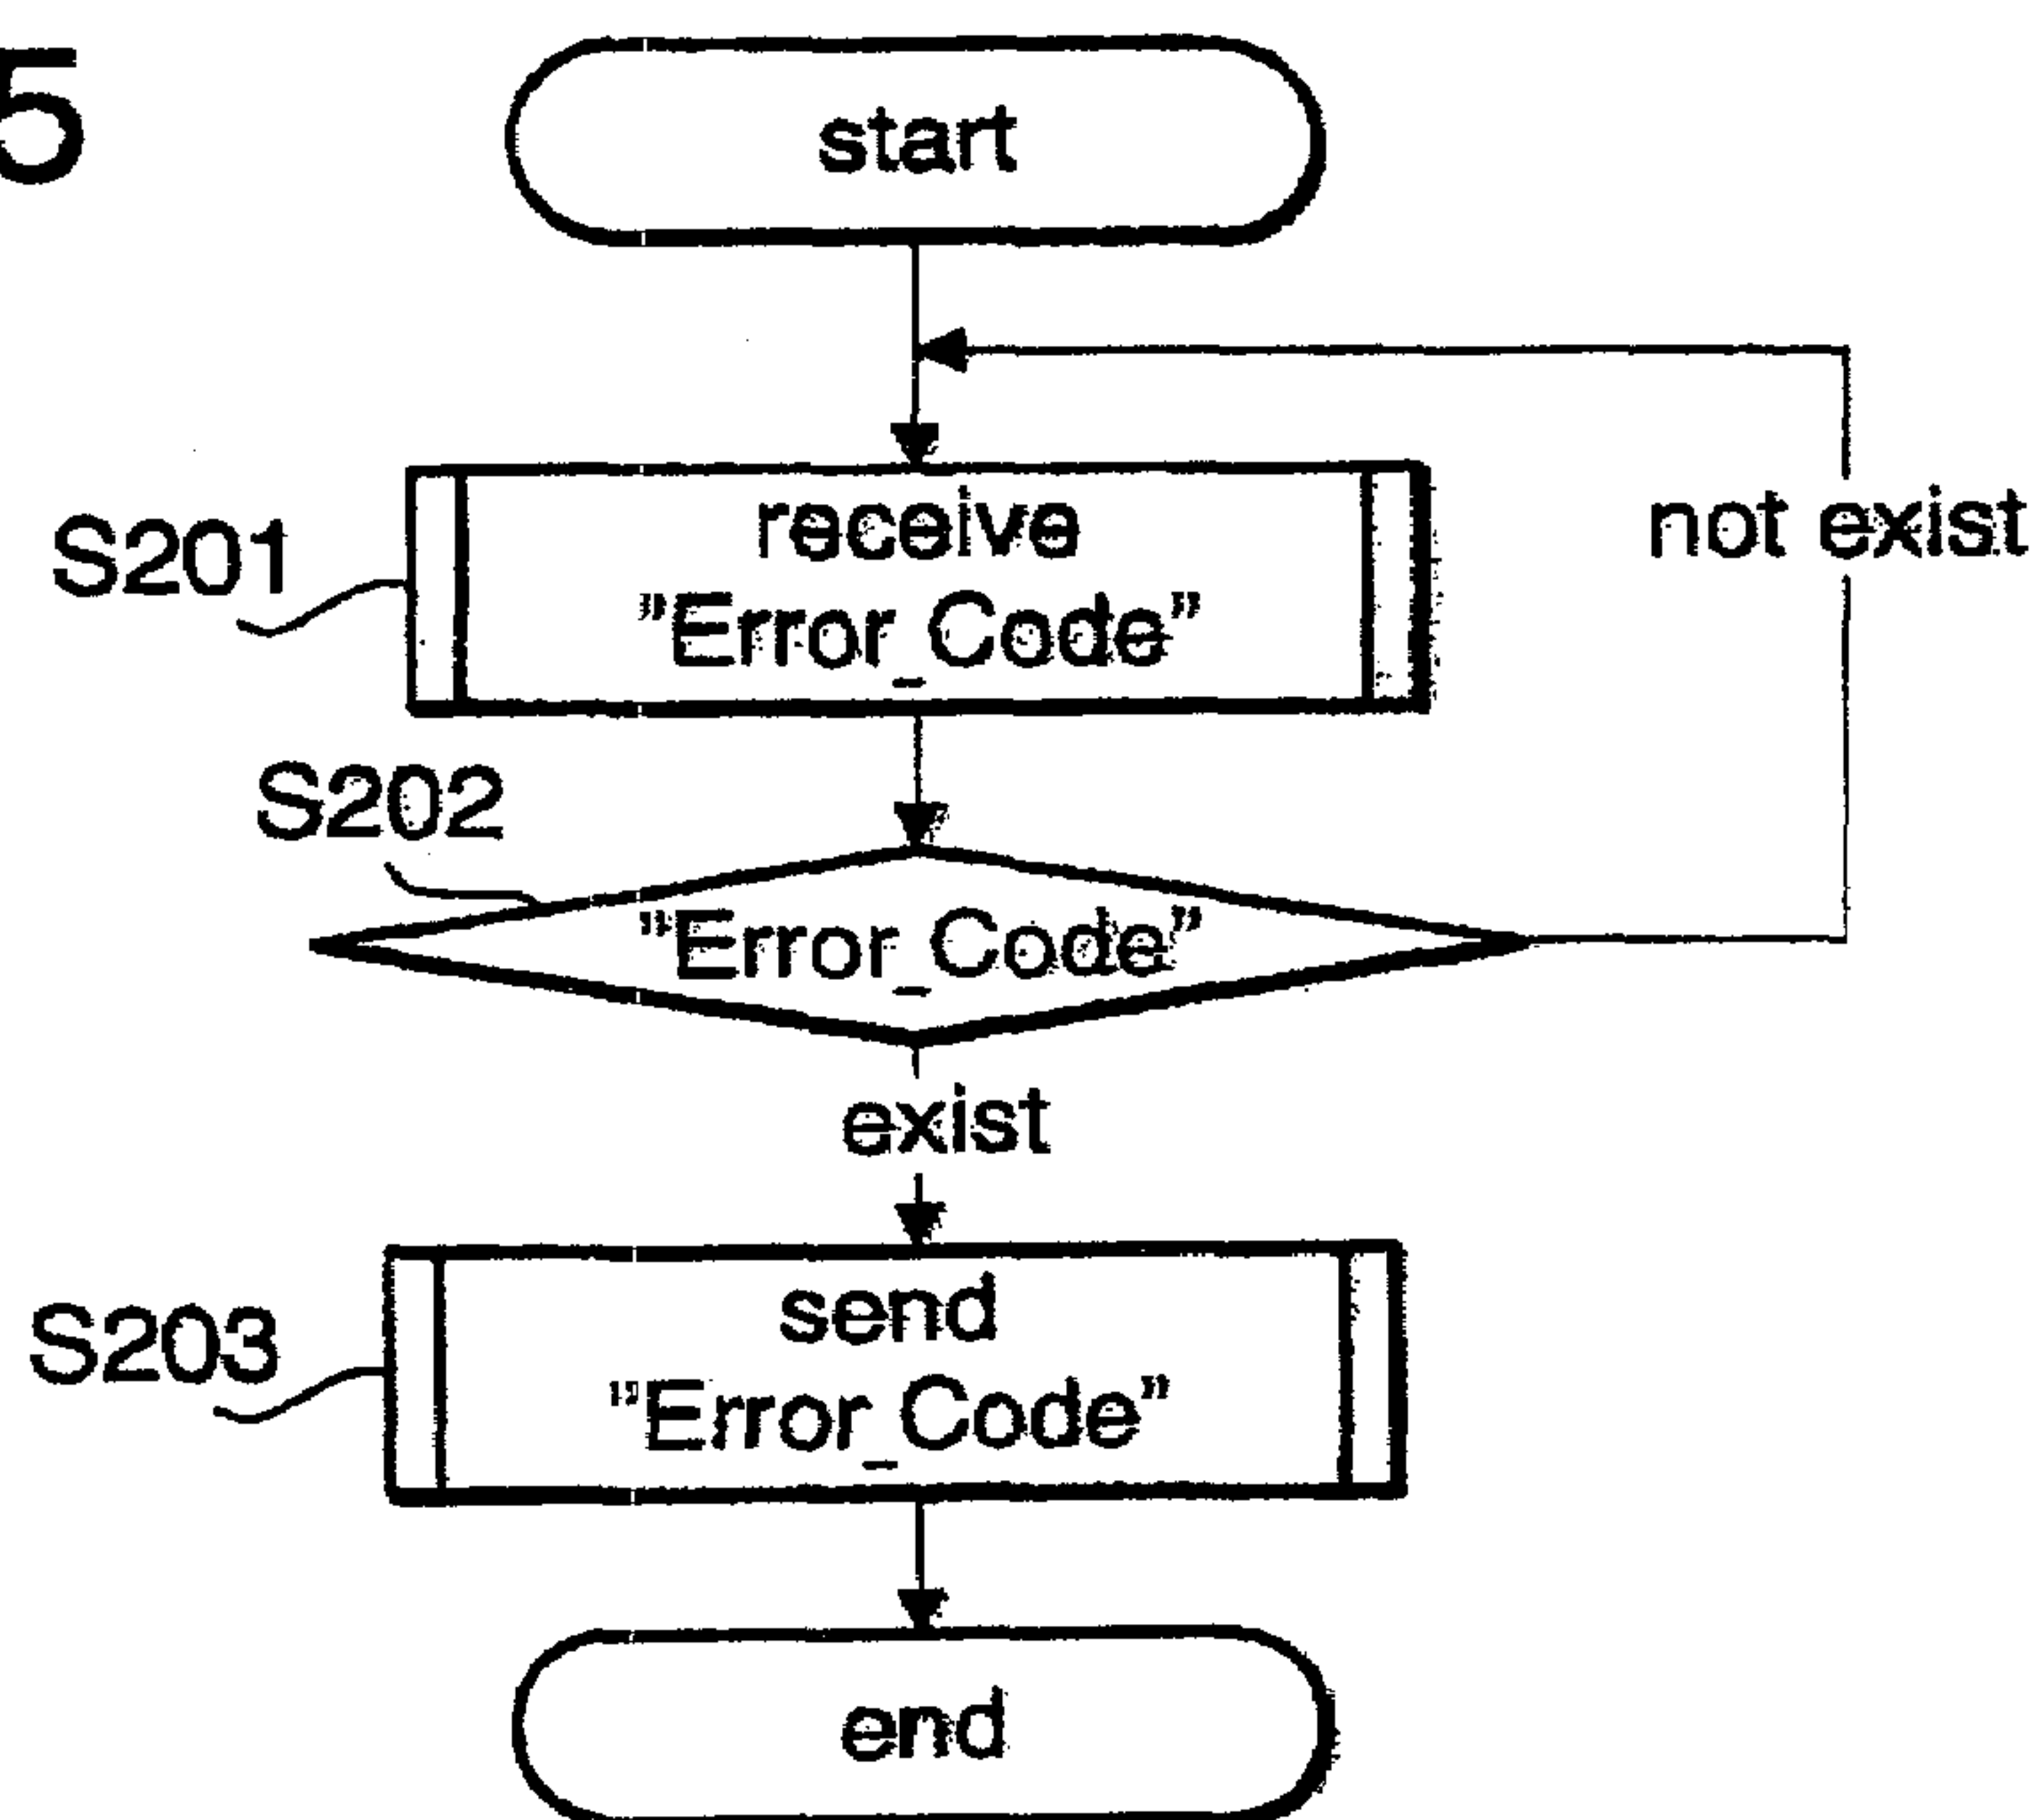 5
start
receive
"Error_Code"
not exist
S201
S202
"Error_Code"
exist
send
"Error_Code"
S203
end